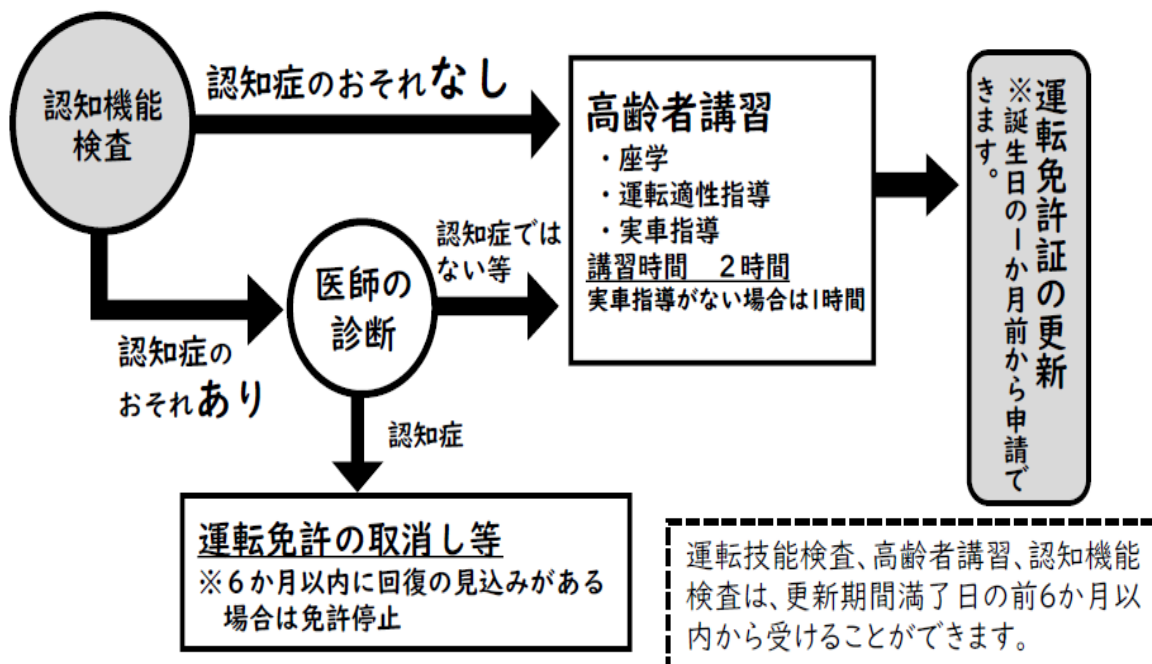 認知機能
検査
認知症のおそれなし
認知症の
おそれあり
医師の
診断
認知症では
ない等
認知症
高齢者講習
・座学
・運転適性指導
・実車指導
講習時間　２時間
実車指導がない場合は1時間
運転免許証の更新
※誕生日の一か月前から申請で
きます。
運転免許の取消し等
※６か月以内に回復の見込みがある
場合は免許停止
運転技能検査、高齢者講習、認知機能
検査は、更新期間満了日の前6か月以
内から受けることができます。